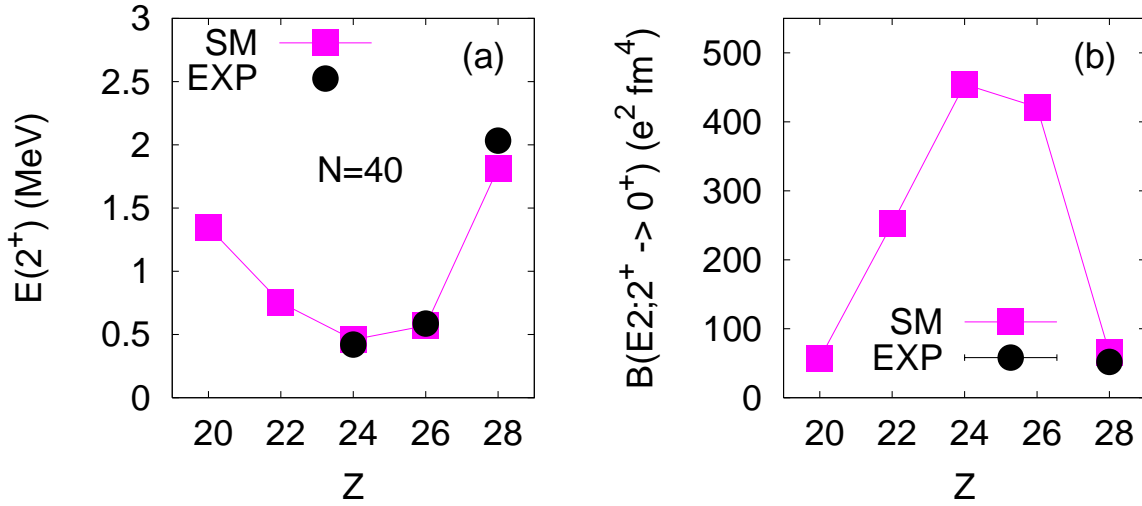 E(2⁺) (MeV)
3
2.5
2
1.5
1
0.5
0
SM
EXP
(a)
N=40
20 22 24 26 28
Z
B(E2;2⁺ -> 0⁺) (e² fm⁴)
500
400
300
200
100
0
(b)
SM
EXP
20 22 24 26 28
Z